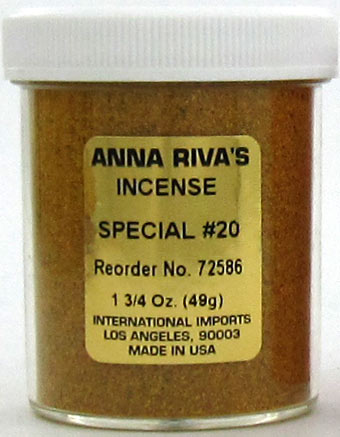 ANNA RIVA'S
INCENSE
SPECIAL #20
Reorder No. 72586
1 3/4 Oz. (49g)
INTERNATIONAL IMPORTS
LOS ANGELES, 90003
MADE IN USA